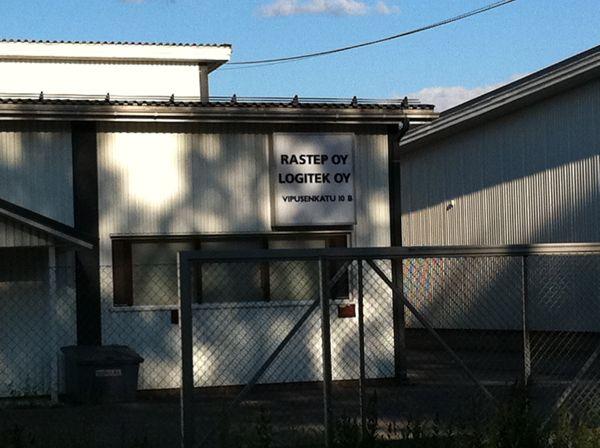 RASTEP OY
LOGITEK OY
VIPUSENKATU 10 B